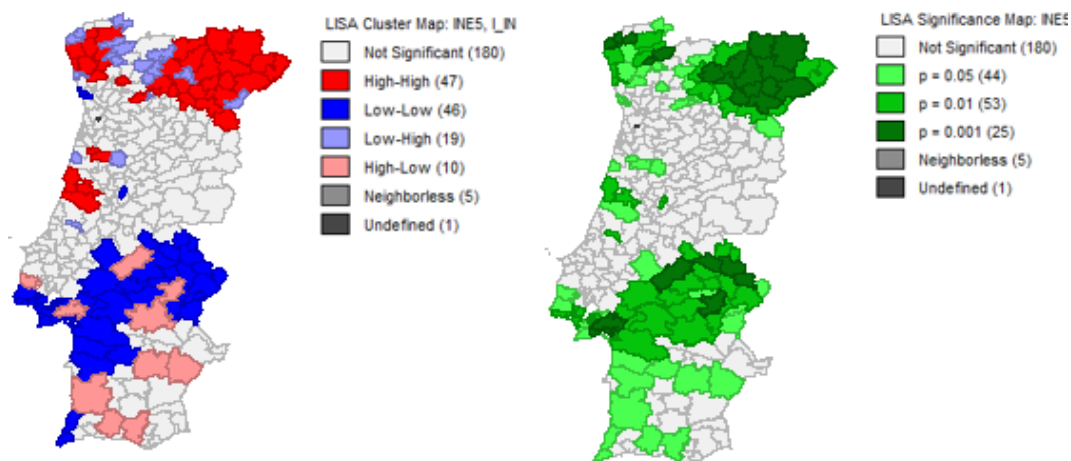 LISA Cluster Map: INE5, I_IN
Not Significant (180)
High-High (47)
Low-Low (46)
Low-High (19)
High-Low (10)
Neighborless (5)
Undefined (1)
LISA Significance Map: INE5
Not Significant (180)
p = 0.05 (44)
p = 0.01 (53)
p = 0.001 (25)
Neighborless (5)
Undefined (1)